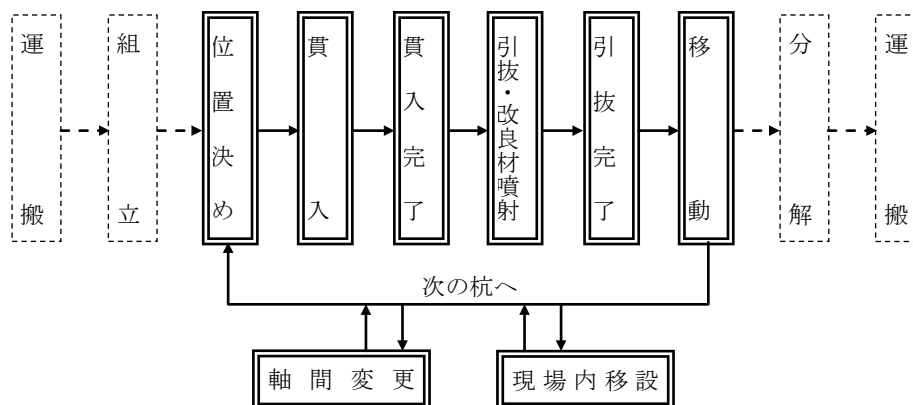 運搬
組立
位置決め
貫入
貫入完了
引抜・改良材噴射
引抜完了
移動
分解
運搬
次の杭へ
軸間変更
現場内移設